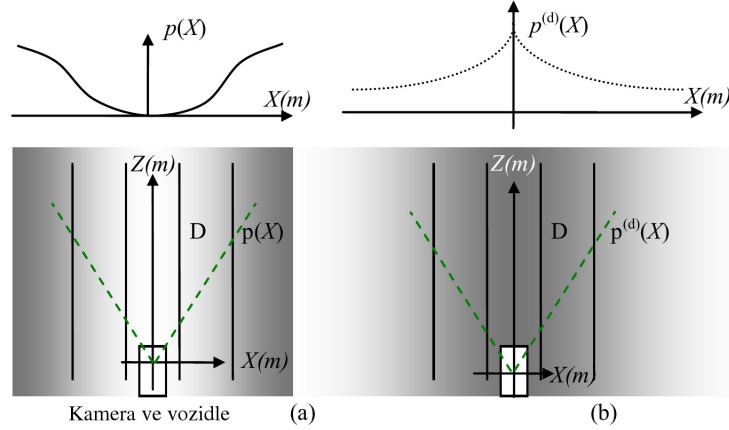 p(X)
X(m)
p(d)(X)
X(m)
Z(m)
D
p(X)
X(m)
Kamera ve vozidle
(a)
Z(m)
D
p(d)(X)
X(m)
(b)